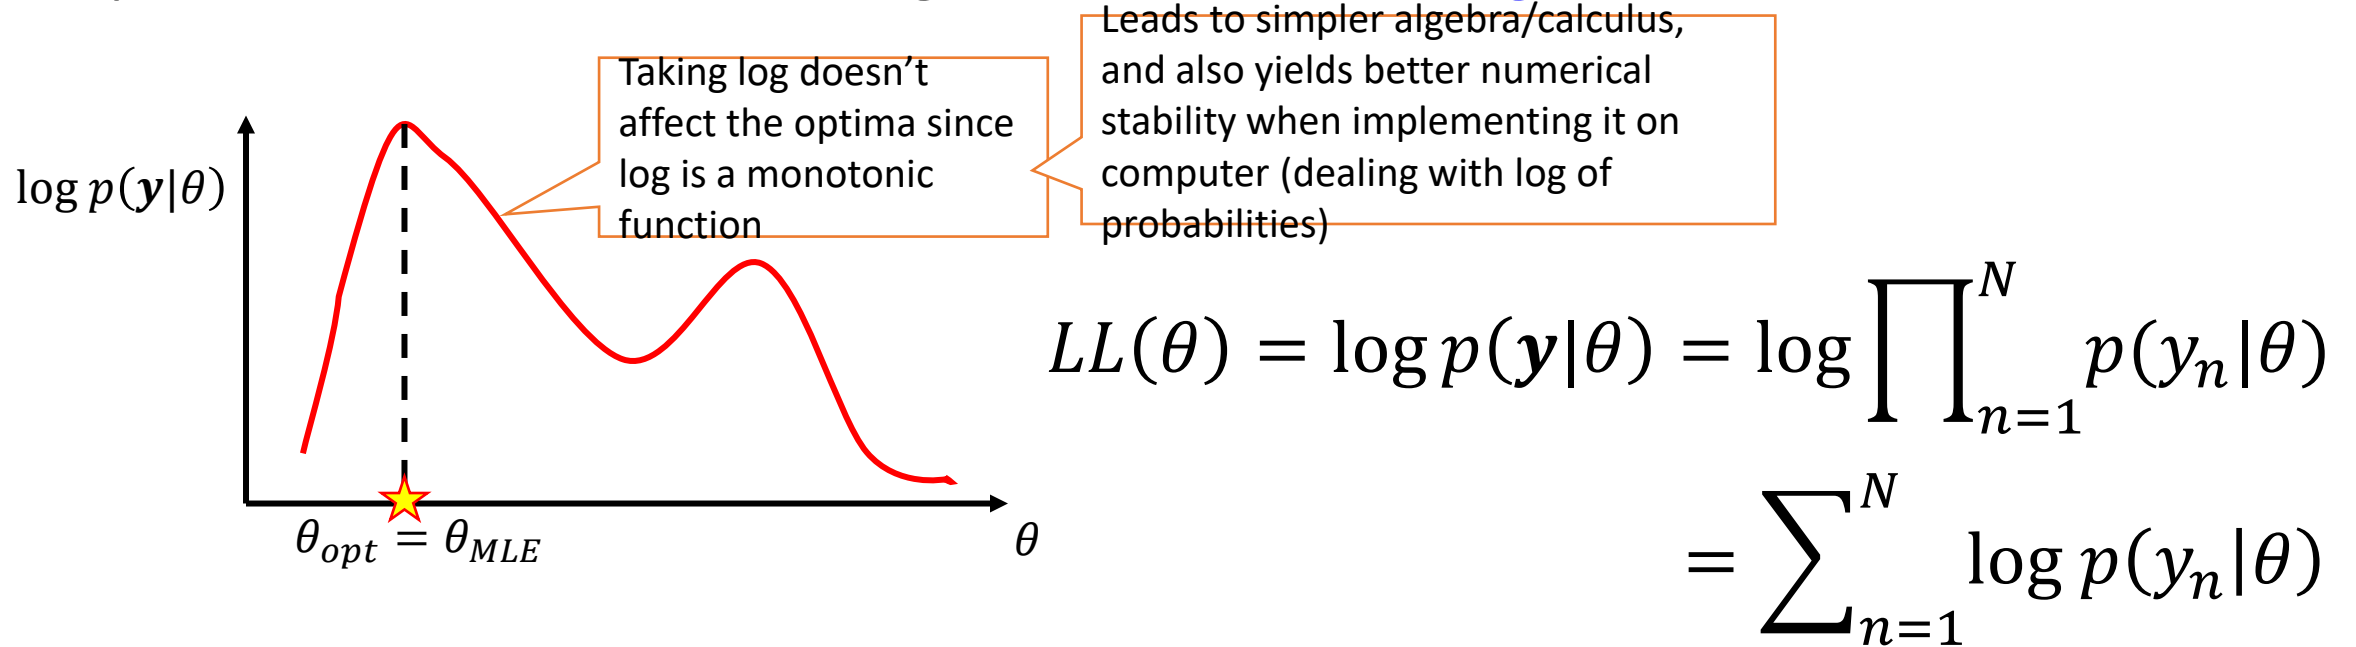 Taking log doesn't
affect the optima since
log is a monotonic
function
Leads to simpler algebra/calculus,
and also yields better numerical
stability when implementing it on
computer (dealing with log of
probabilities)
log p(y|θ)
θ_opt = θ_MLE
θ
LL(θ) = log p(y|θ) = log ∏_{n=1}^{N} p(y_n|θ)
= ∑_{n=1}^{N} log p(y_n|θ)